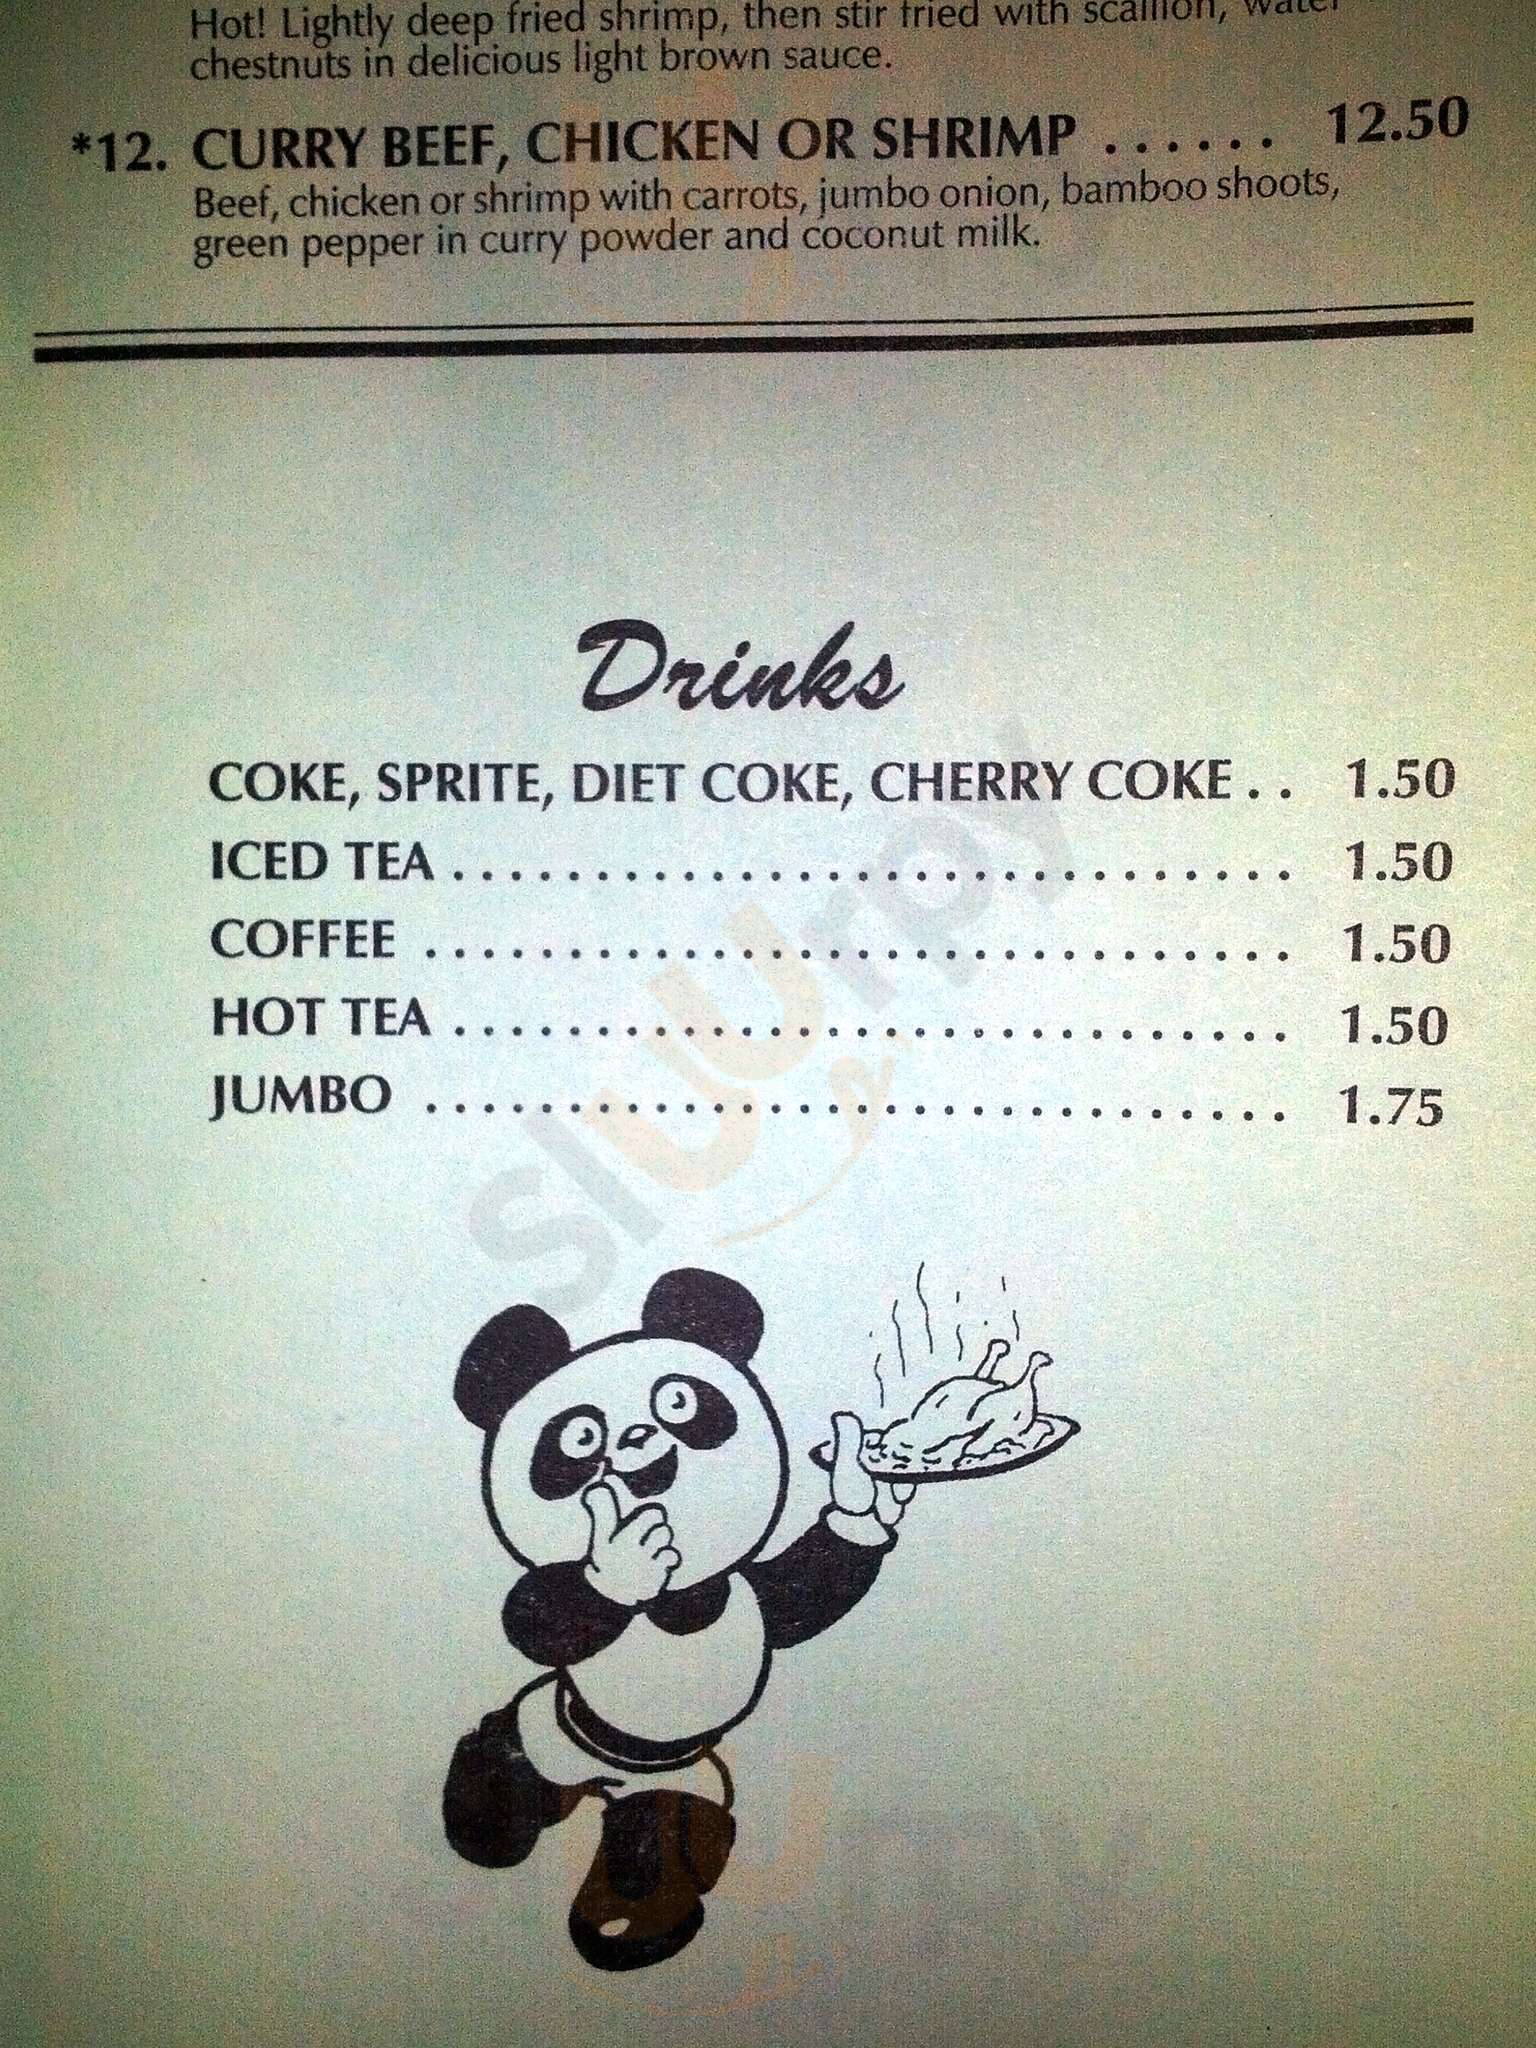 Hot! Lightly deep fried shrimp, then stir fried with scallion, water
chestnuts in delicious light brown sauce.
*12. CURRY BEEF, CHICKEN OR SHRIMP . . . . . . 12.50
Beef, chicken or shrimp with carrots, jumbo onion, bamboo shoots,
green pepper in curry powder and coconut milk.
Drinks
COKE, SPRITE, DIET COKE, CHERRY COKE . . 1.50
ICED TEA . . . . . . . . . . . . . . . . . . . . . . . . . . . . . . 1.50
COFFEE . . . . . . . . . . . . . . . . . . . . . . . . . . . . . . . 1.50
HOT TEA . . . . . . . . . . . . . . . . . . . . . . . . . . . . . . 1.50
JUMBO . . . . . . . . . . . . . . . . . . . . . . . . . . . . . . . 1.75
slUurpy